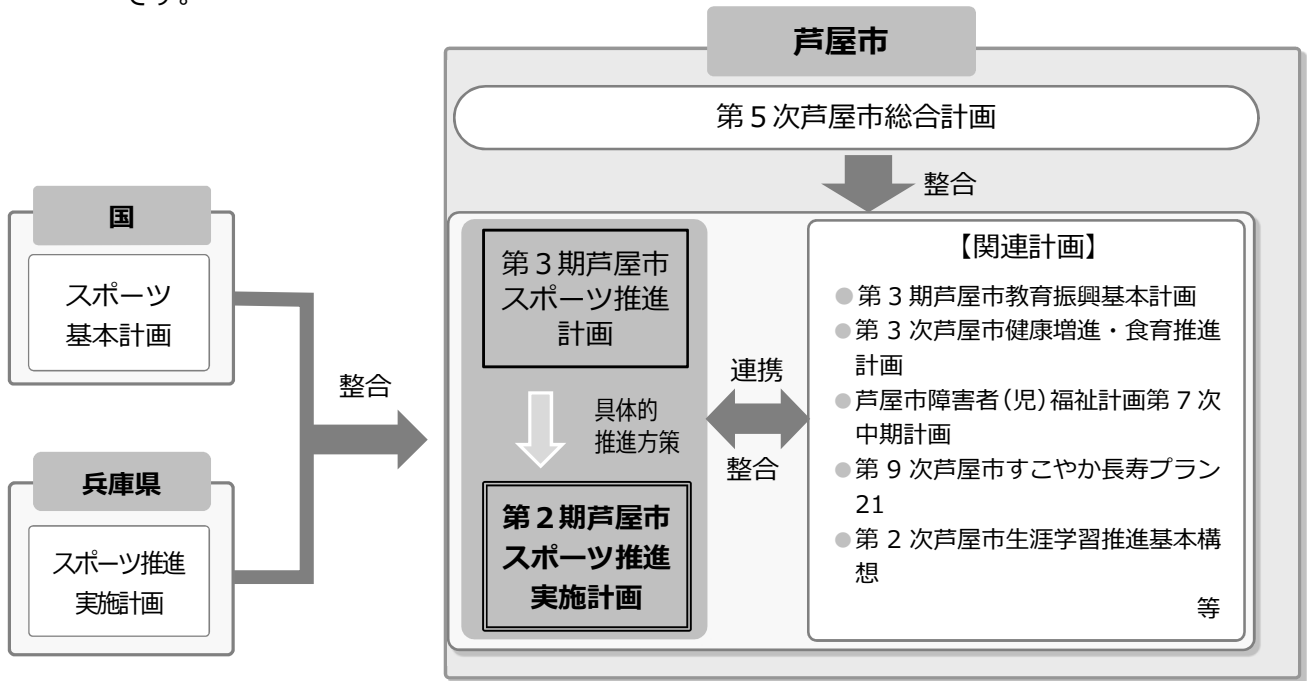 です。
芦屋市
第５次芦屋市総合計画
整合
国
スポーツ
基本計画
兵庫県
スポーツ推進
実施計画
整合
第３期芦屋市
スポーツ推進
計画
具体的
推進方策
第２期芦屋市
スポーツ推進
実施計画
連携
整合
【関連計画】
●第３期芦屋市教育振興基本計画
●第３次芦屋市健康増進・食育推進
計画
●芦屋市障害者（児）福祉計画第７次
中期計画
●第９次芦屋市すこやか長寿プラン
21
●第２次芦屋市生涯学習推進基本構
想
等